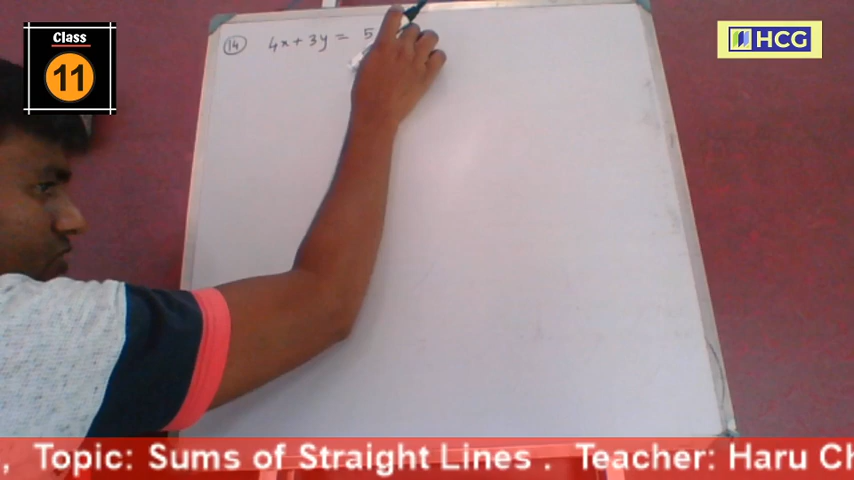 Class
11
HCG
14 4x + 3y = 5
, Topic: Sums of Straight Lines . Teacher: Haru Ch